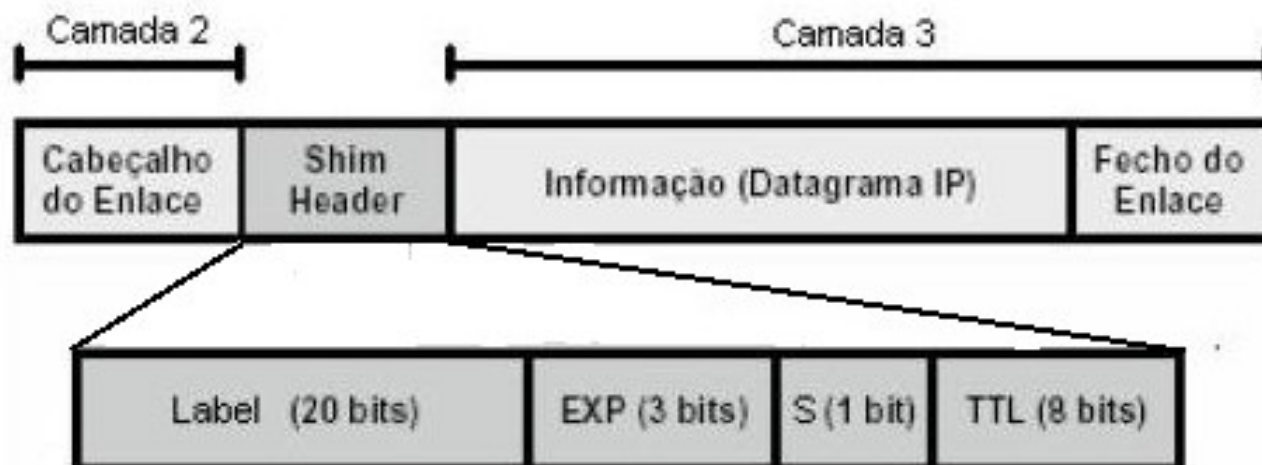 Camada 2
Camada 3
Cabeçalho
do Enlace
Shim
Header
Informação (Datagrama IP)
Fecho do
Enlace
Label (20 bits)
EXP (3 bits)
S (1 bit)
TTL (8 bits)